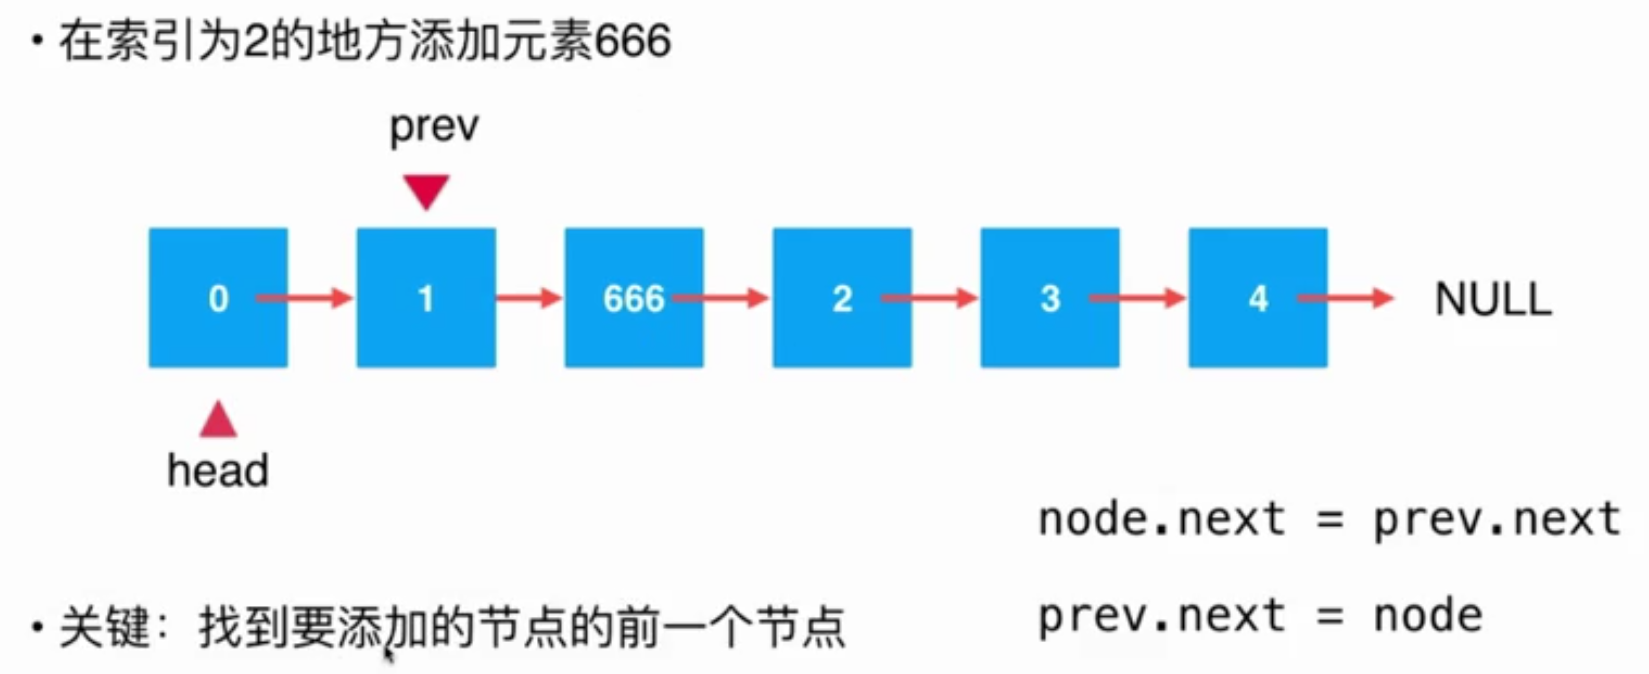 • 在索引为2的地方添加元素666
prev
0 1 666 2 3 4 NULL
head
node.next = prev.next
• 关键：找到要添加的节点的前一个节点
prev.next = node